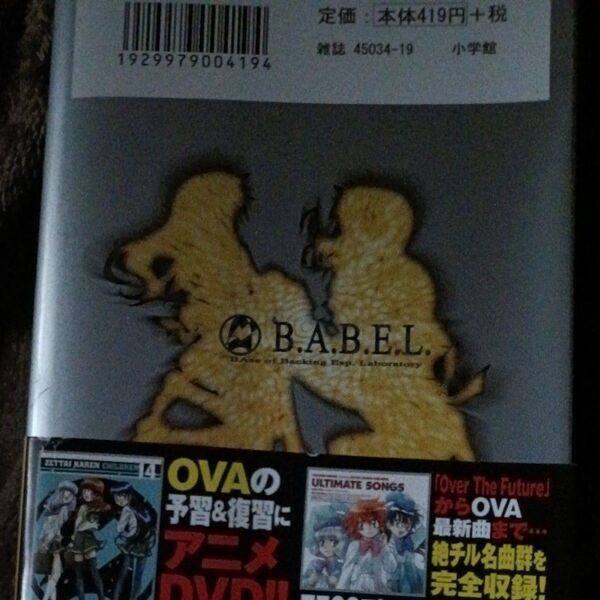 定価：本体419円+税
1929979004194
雑誌 45034-19 小学館
B.A.B.E.L.
BAse of Backing Esp. Laboratory
ZETTAI KAREN CHILDREN 4
OVAの
予習&復習に
アニメ
DVD!!
ULTIMATE SONGS
「Over The Future」
からOVA
最新曲まで…
絶チル名曲群を
完全収録!